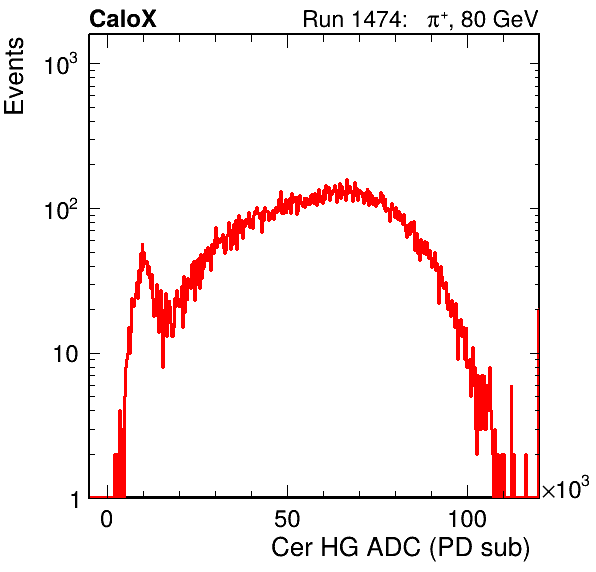 CaloX Run 1474: π⁺, 80 GeV
Events
10³
10²
10
1
0 50 100 ×10³
Cer HG ADC (PD sub)